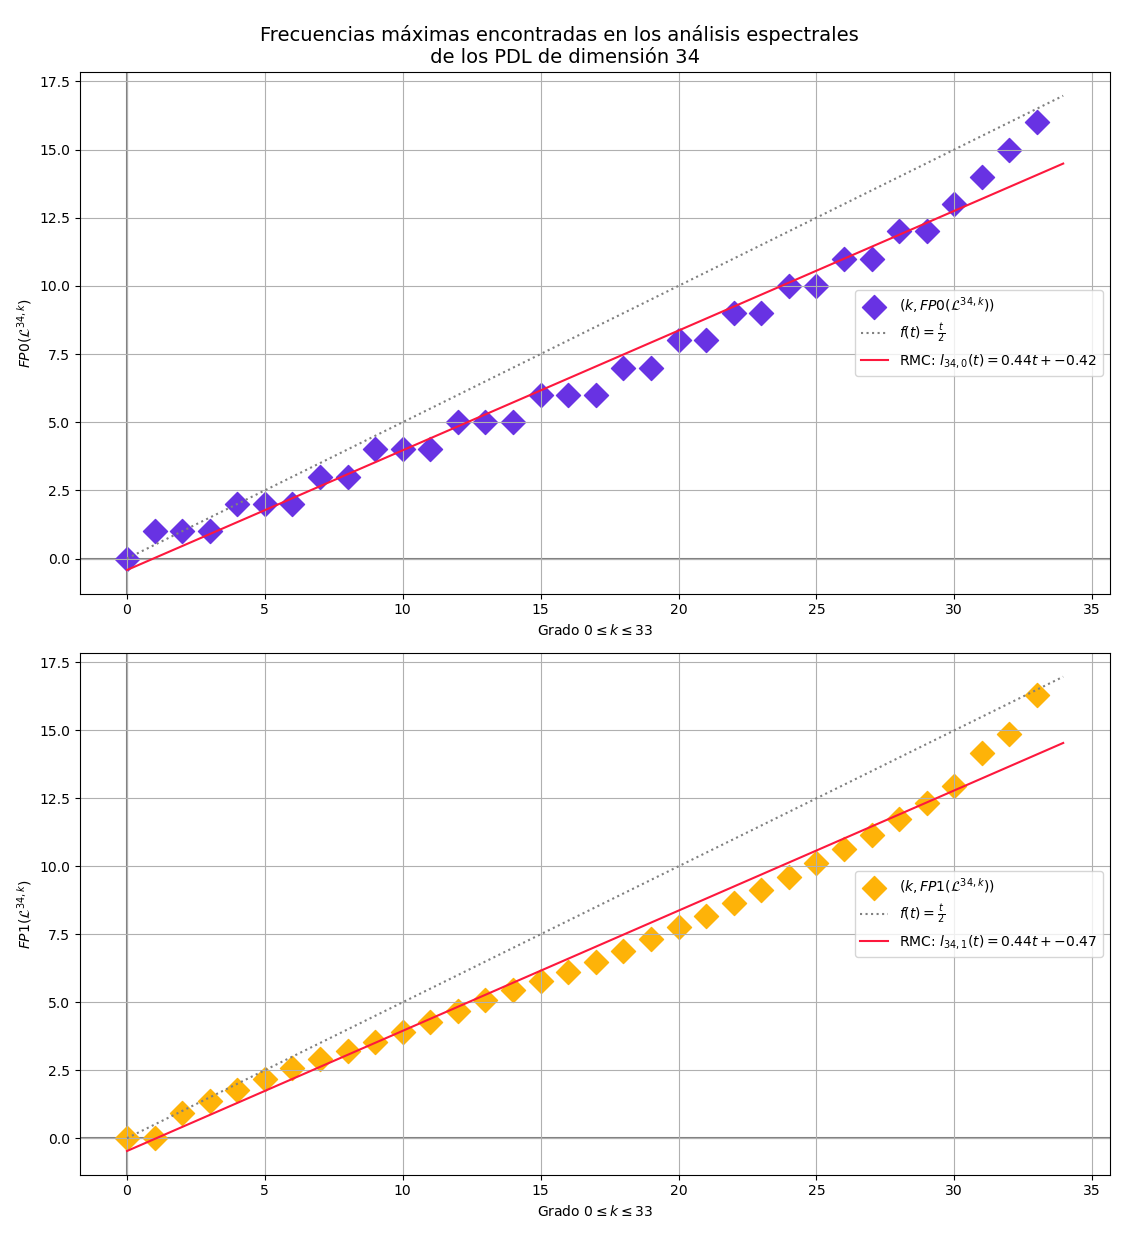 Frecuencias máximas encontradas en los análisis espectrales
de los PDL de dimensión 34
17.5
15.0
12.5
10.0
7.5
5.0
2.5
0.0
FP0(ℒ^{34,k})
(k, FP0(ℒ^{34,k}))
f(t) = t/2
RMC: l_{34,0}(t) = 0.44t + −0.42
0 5 10 15 20 25 30 35
Grado 0 ≤ k ≤ 33
17.5
15.0
12.5
10.0
7.5
5.0
2.5
0.0
FP1(ℒ^{34,k})
(k, FP1(ℒ^{34,k}))
f(t) = t/2
RMC: l_{34,1}(t) = 0.44t + −0.47
0 5 10 15 20 25 30 35
Grado 0 ≤ k ≤ 33